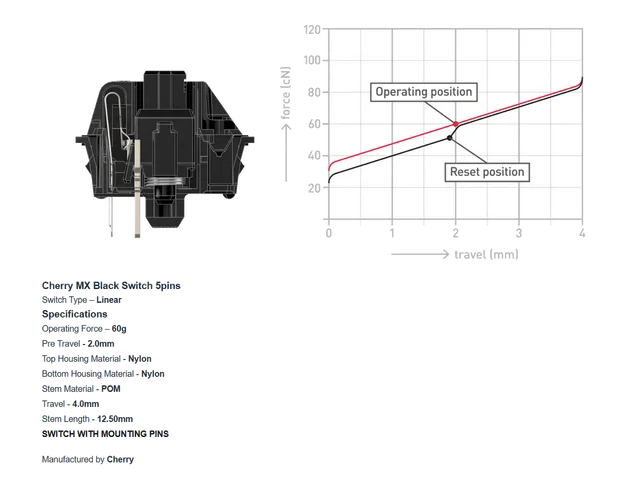 120
100
80
60
40
20
force (cN)
Operating position
Reset position
0 1 2 3 4
travel (mm)
Cherry MX Black Switch 5pins
Switch Type – Linear
Specifications
Operating Force – 60g
Pre Travel - 2.0mm
Top Housing Material - Nylon
Bottom Housing Material - Nylon
Stem Material - POM
Travel - 4.0mm
Stem Length - 12.50mm
SWITCH WITH MOUNTING PINS
Manufactured by Cherry